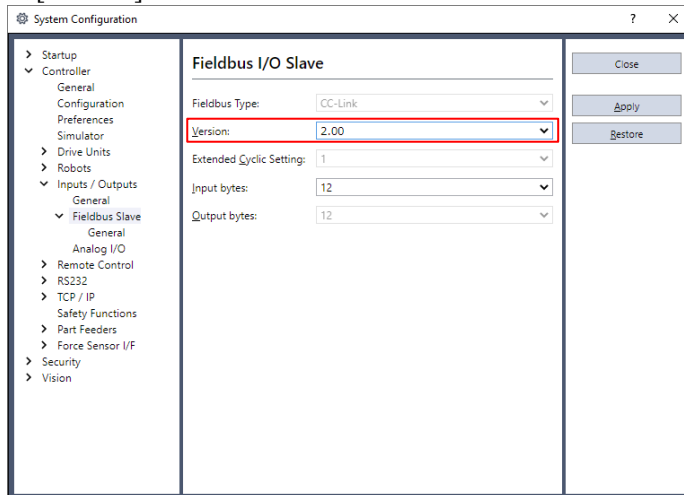 System Configuration
?
Startup
Controller
General
Configuration
Preferences
Simulator
Drive Units
Robots
Inputs / Outputs
General
Fieldbus Slave
General
Analog I/O
Remote Control
RS232
TCP / IP
Safety Functions
Part Feeders
Force Sensor I/F
Security
Vision
Fieldbus I/O Slave
Fieldbus Type: CC-Link
Version: 2.00
Extended Cyclic Setting: 1
Input bytes: 12
Output bytes: 12
Close
Apply
Restore